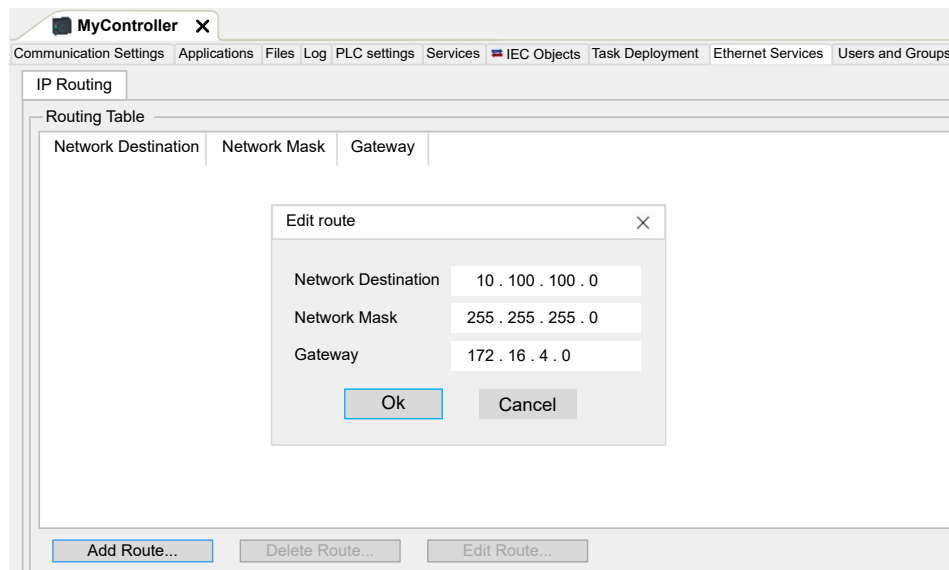 MyController X
Communication Settings Applications Files Log PLC settings Services IEC Objects Task Deployment Ethernet Services Users and Groups
IP Routing
Routing Table
Network Destination Network Mask Gateway
Edit route
Network Destination 10 . 100 . 100 . 0
Network Mask 255 . 255 . 255 . 0
Gateway 172 . 16 . 4 . 0
Ok Cancel
Add Route... Delete Route... Edit Route...